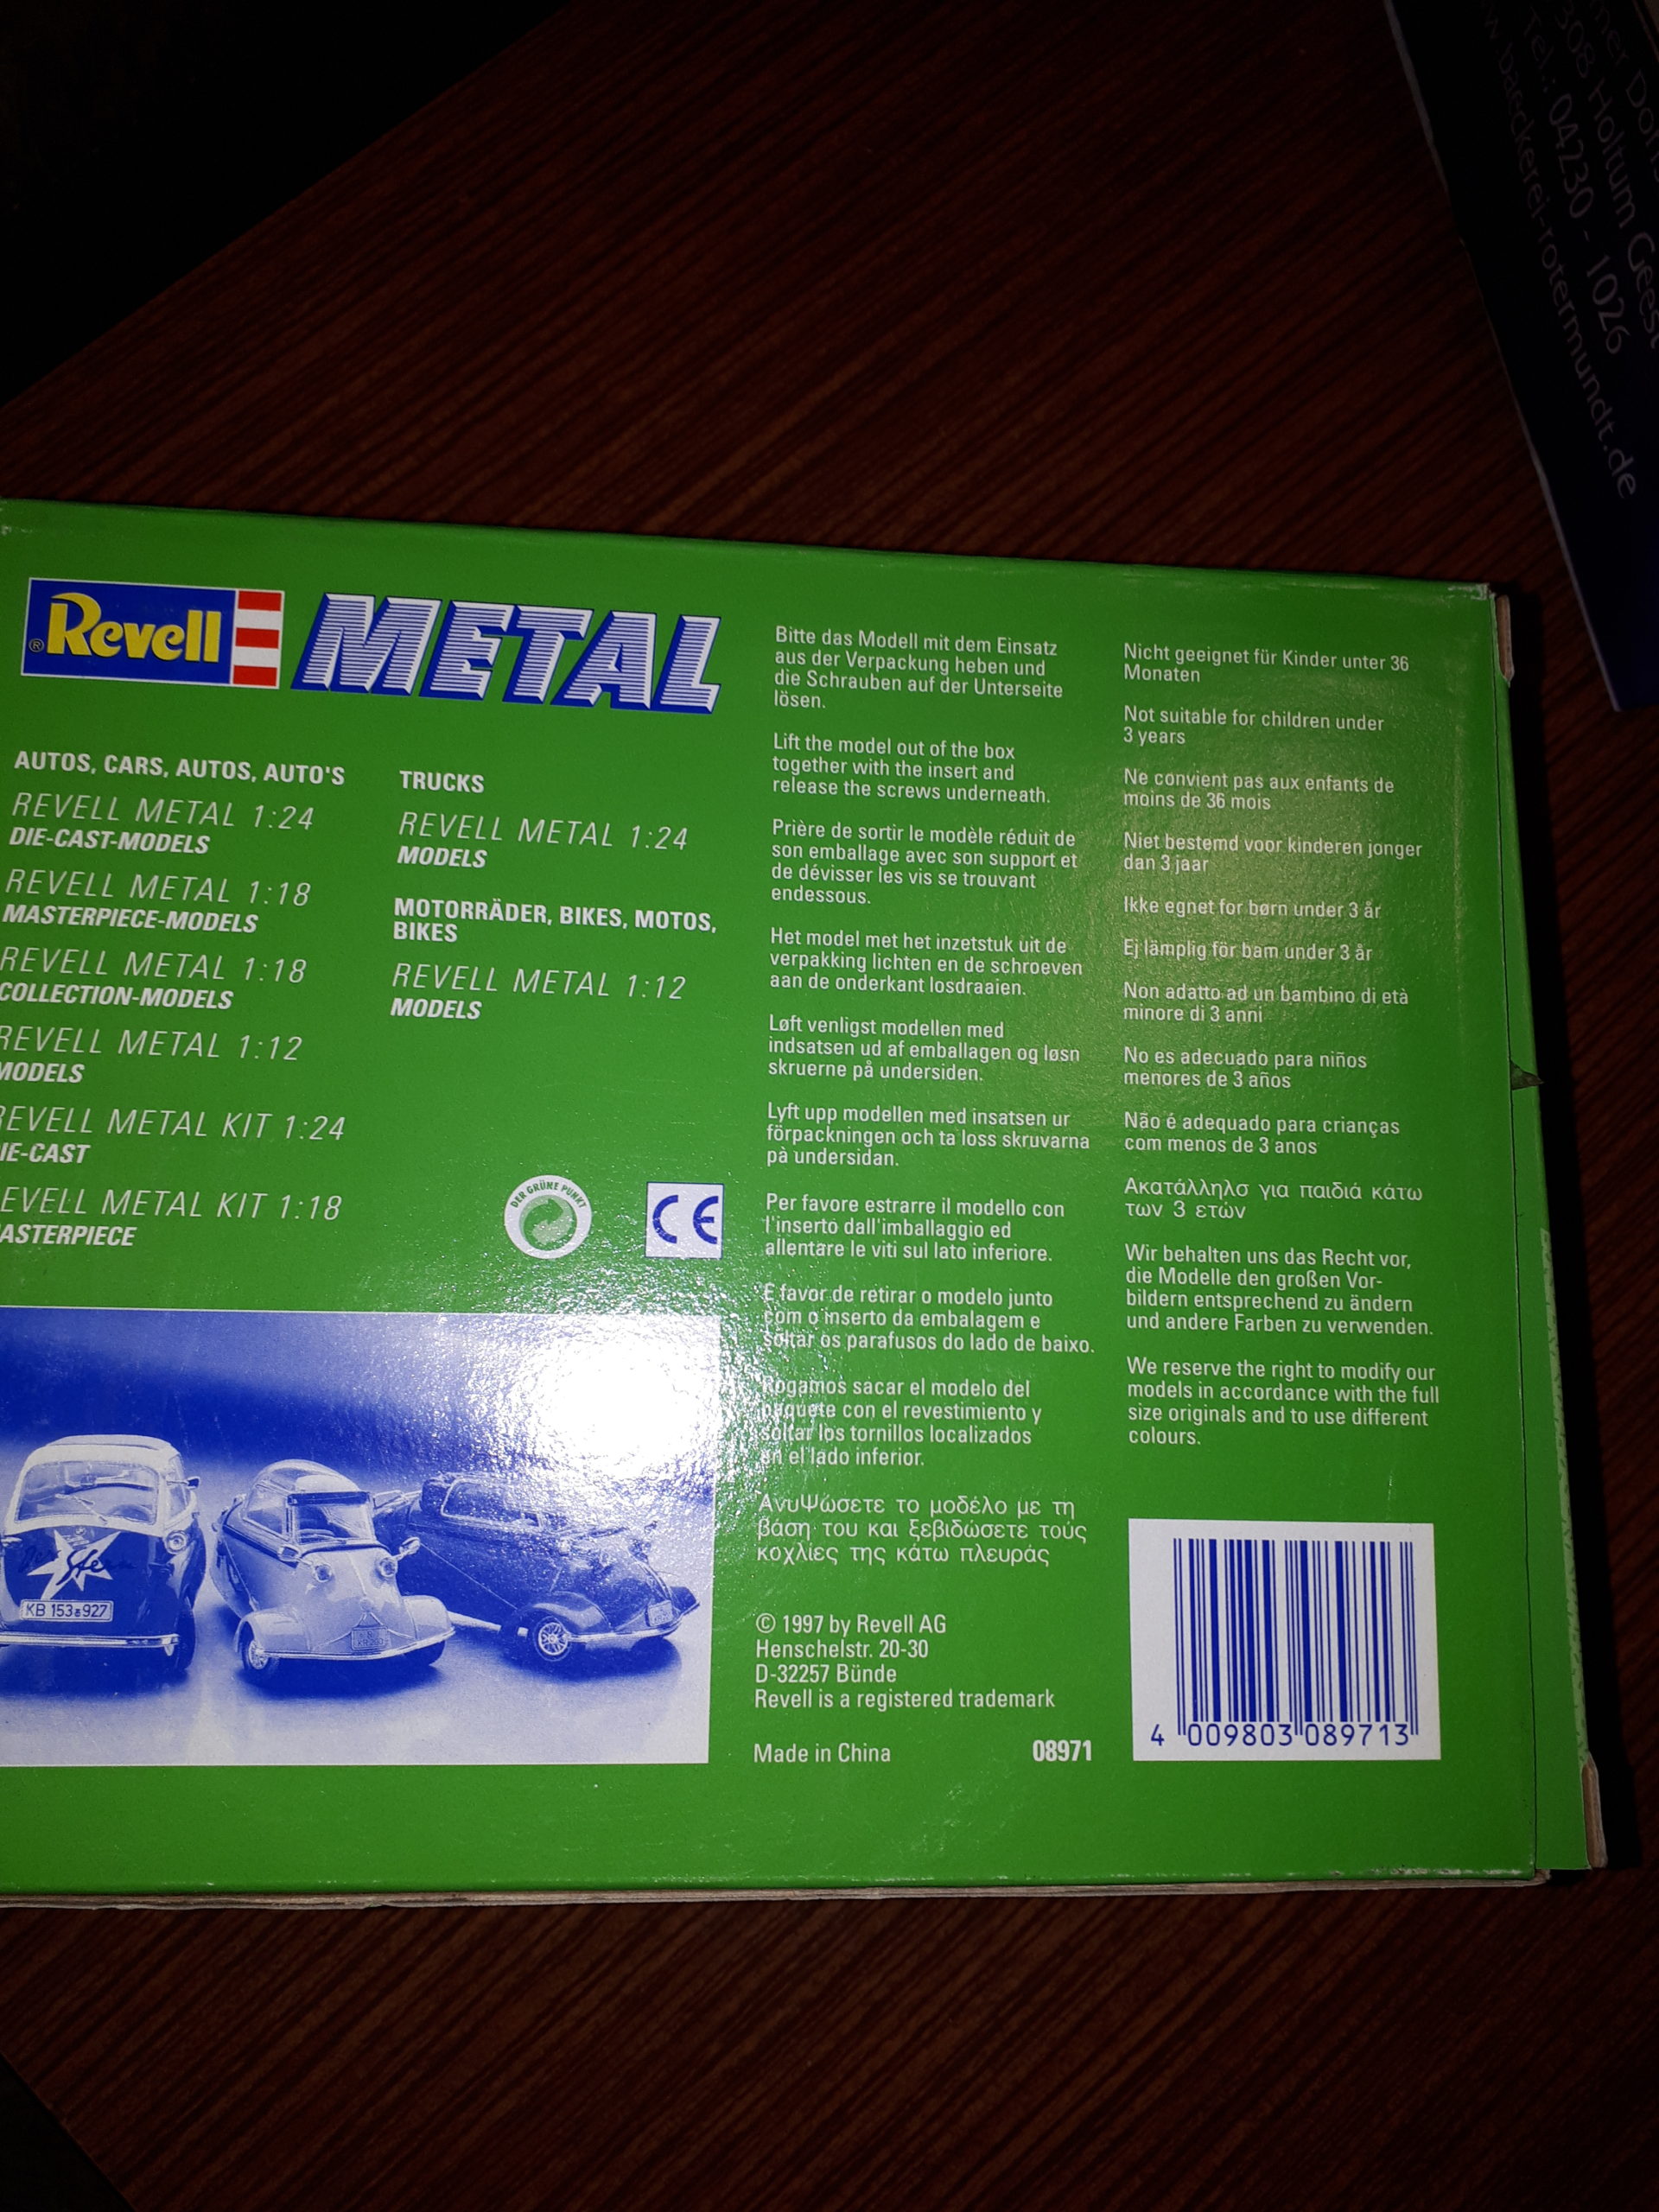 Revell METAL
®
AUTOS, CARS, AUTOS, AUTO'S
REVELL METAL 1:24
DIE-CAST-MODELS
REVELL METAL 1:18
MASTERPIECE-MODELS
REVELL METAL 1:18
COLLECTION-MODELS
REVELL METAL 1:12
MODELS
REVELL METAL KIT 1:24
IE-CAST
EVELL METAL KIT 1:18
ASTERPIECE
TRUCKS
REVELL METAL 1:24
MODELS
MOTORRÄDER, BIKES, MOTOS,
BIKES
REVELL METAL 1:12
MODELS
DER GRÜNE PUNKT
CE
KB 153 927
Bitte das Modell mit dem Einsatz
aus der Verpackung heben und
die Schrauben auf der Unterseite
lösen.
Lift the model out of the box
together with the insert and
release the screws underneath.
Prière de sortir le modèle réduit de
son emballage avec son support et
de dévisser les vis se trouvant
endessous.
Het model met het inzetstuk uit de
verpakking lichten en de schroeven
aan de onderkant losdraaien.
Løft venligst modellen med
indsatsen ud af emballagen og løsn
skruerne på undersiden.
Lyft upp modellen med insatsen ur
förpackningen och ta loss skruvarna
på undersidan.
Per favore estrarre il modello con
l'inserto dall'imballaggio ed
allentare le viti sul lato inferiore.
E favor de retirar o modelo junto
com o inserto da embalagem e
soltar os parafusos do lado de baixo.
Rogamos sacar el modelo del
paquete con el revestimiento y
soltar los tornillos localizados
en el lado inferior.
ΑνυΨώσετε το μοδέλο με τη
βάση του και ξεβιδώσετε τούς
κοχλίες της κάτω πλευράς
© 1997 by Revell AG
Henschelstr. 20-30
D-32257 Bünde
Revell is a registered trademark
Made in China 08971
Nicht geeignet für Kinder unter 36
Monaten
Not suitable for children under
3 years
Ne convient pas aux enfants de
moins de 36 mois
Niet bestemd voor kinderen jonger
dan 3 jaar
Ikke egnet for børn under 3 år
Ej lämplig för bam under 3 år
Non adatto ad un bambino di età
minore di 3 anni
No es adecuado para niños
menores de 3 años
Não é adequado para crianças
com menos de 3 anos
Ακατάλληλσ για παιδιά κάτω
των 3 ετών
Wir behalten uns das Recht vor,
die Modelle den großen Vor-
bildern entsprechend zu ändern
und andere Farben zu verwenden.
We reserve the right to modify our
models in accordance with the full
size originals and to use different
colours.
4 009803 089713
308 Holtum Geest
Tel.: 04230 - 1026
w.baeckerei-rotermundt.de